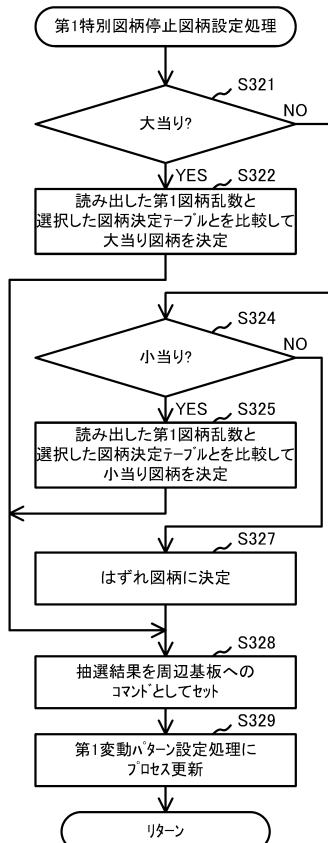 第1特別図柄停止図柄設定処理
S321
大当り?
NO
YES
S322
読み出した第1図柄乱数と
選択した図柄決定テーブルとを比較して
大当り図柄を決定
S324
小当り?
NO
YES
S325
読み出した第1図柄乱数と
選択した図柄決定テーブルとを比較して
小当り図柄を決定
S327
はずれ図柄に決定
S328
抽選結果を周辺基板への
コマンドとしてセット
S329
第1変動パターン設定処理に
プロセス更新
リターン